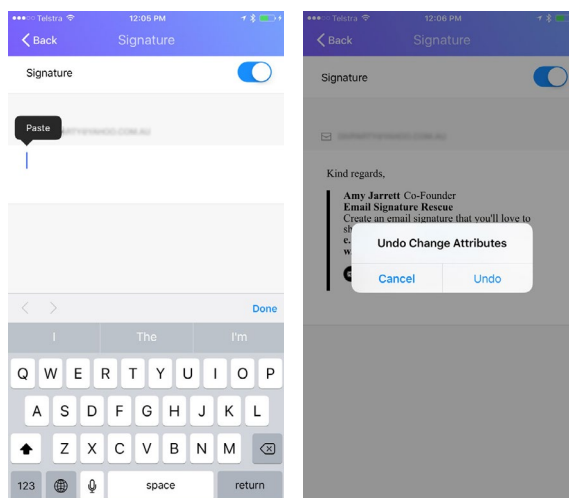 Telstra 12:05 PM
Back Signature
Signature
Paste
Done
I The I'm
Q W E R T Y U I O P
A S D F G H J K L
Z X C V B N M
123 space return
Telstra 12:06 PM
Back Signature
Signature
Kind regards,
Amy Jarrett Co-Founder
Email Signature Rescue
Create an email signature that you'll love to
sh
e.
w
Undo Change Attributes
Cancel Undo